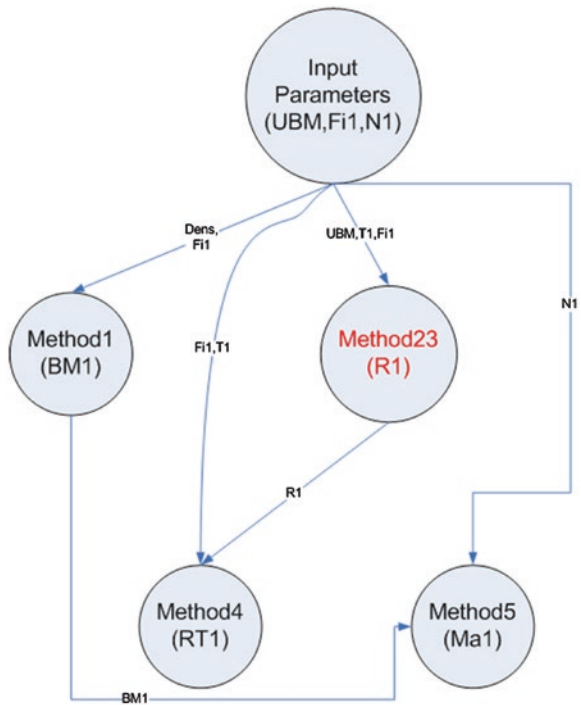 Input
Parameters
(UBM,Fi1,N1)
Dens,
Fi1
UBM,T1,Fi1
N1
Method1
(BM1)
Fi1,T1
Method23
(R1)
R1
Method4
(RT1)
Method5
(Ma1)
BM1